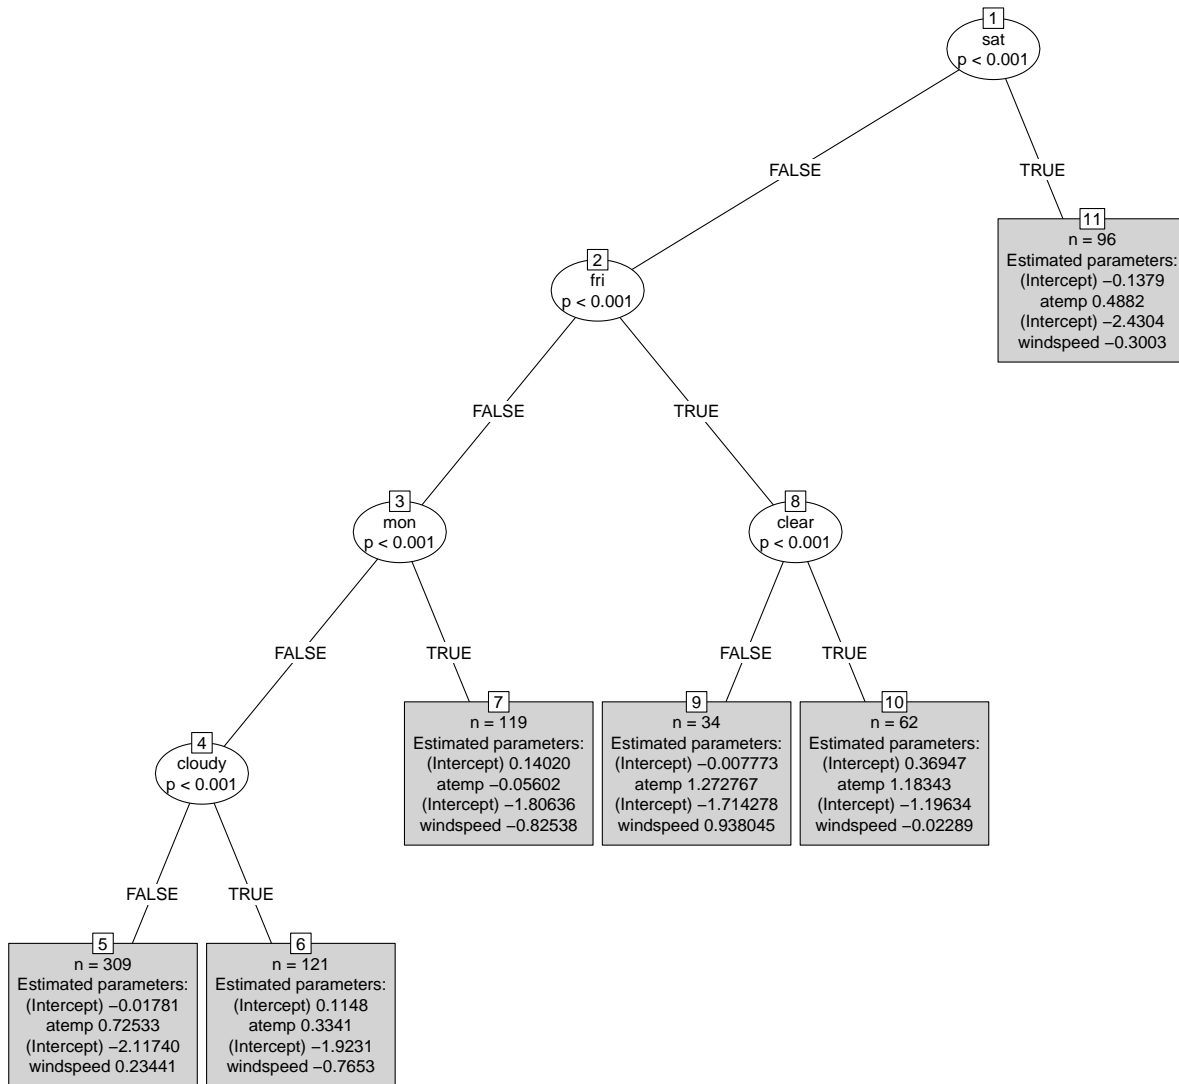 1
sat
p < 0.001
FALSE
TRUE
11
n = 96
Estimated parameters:
(Intercept) −0.1379
atemp 0.4882
(Intercept) −2.4304
windspeed −0.3003
2
fri
p < 0.001
FALSE
TRUE
3
mon
p < 0.001
8
clear
p < 0.001
FALSE
TRUE
FALSE
TRUE
4
cloudy
p < 0.001
7
n = 119
Estimated parameters:
(Intercept) 0.14020
atemp −0.05602
(Intercept) −1.80636
windspeed −0.82538
9
n = 34
Estimated parameters:
(Intercept) −0.007773
atemp 1.272767
(Intercept) −1.714278
windspeed 0.938045
10
n = 62
Estimated parameters:
(Intercept) 0.36947
atemp 1.18343
(Intercept) −1.19634
windspeed −0.02289
FALSE
TRUE
5
n = 309
Estimated parameters:
(Intercept) −0.01781
atemp 0.72533
(Intercept) −2.11740
windspeed 0.23441
6
n = 121
Estimated parameters:
(Intercept) 0.1148
atemp 0.3341
(Intercept) −1.9231
windspeed −0.7653